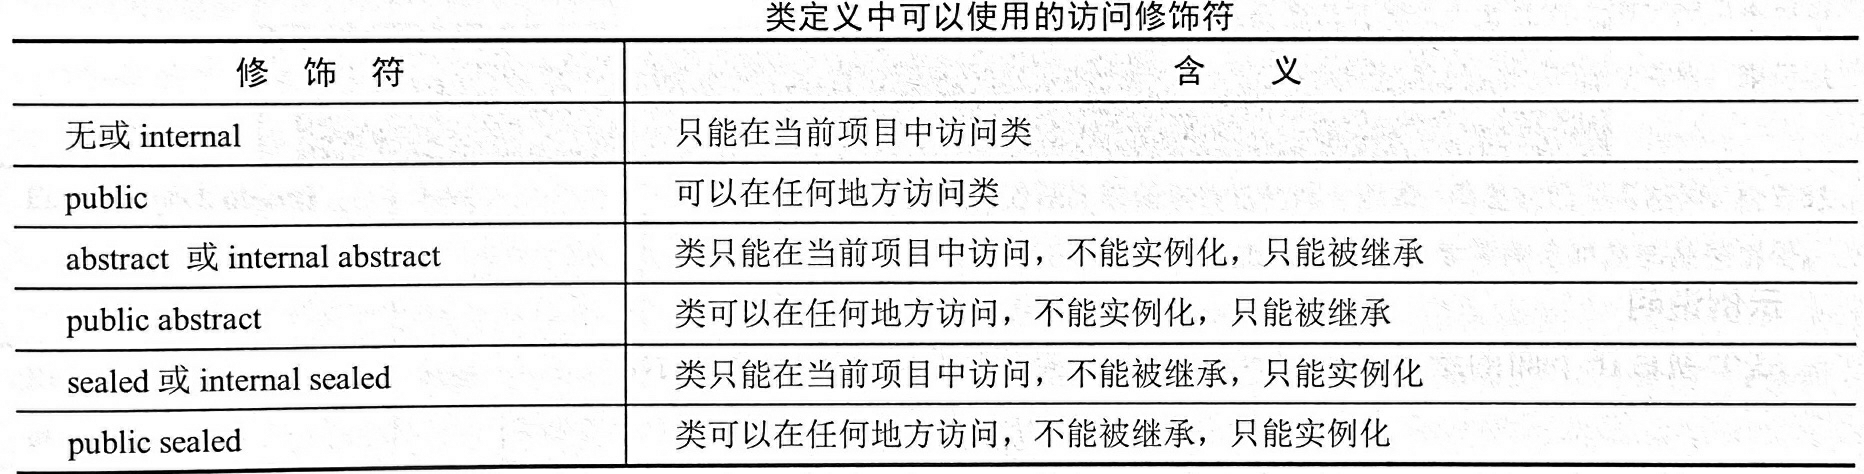 类定义中可以使用的访问修饰符
修 饰 符 含 义
无或 internal 只能在当前项目中访问类
public 可以在任何地方访问类
abstract 或 internal abstract 类只能在当前项目中访问，不能实例化，只能被继承
public abstract 类可以在任何地方访问，不能实例化，只能被继承
sealed 或 internal sealed 类只能在当前项目中访问，不能被继承，只能实例化
public sealed 类可以在任何地方访问，不能被继承，只能实例化